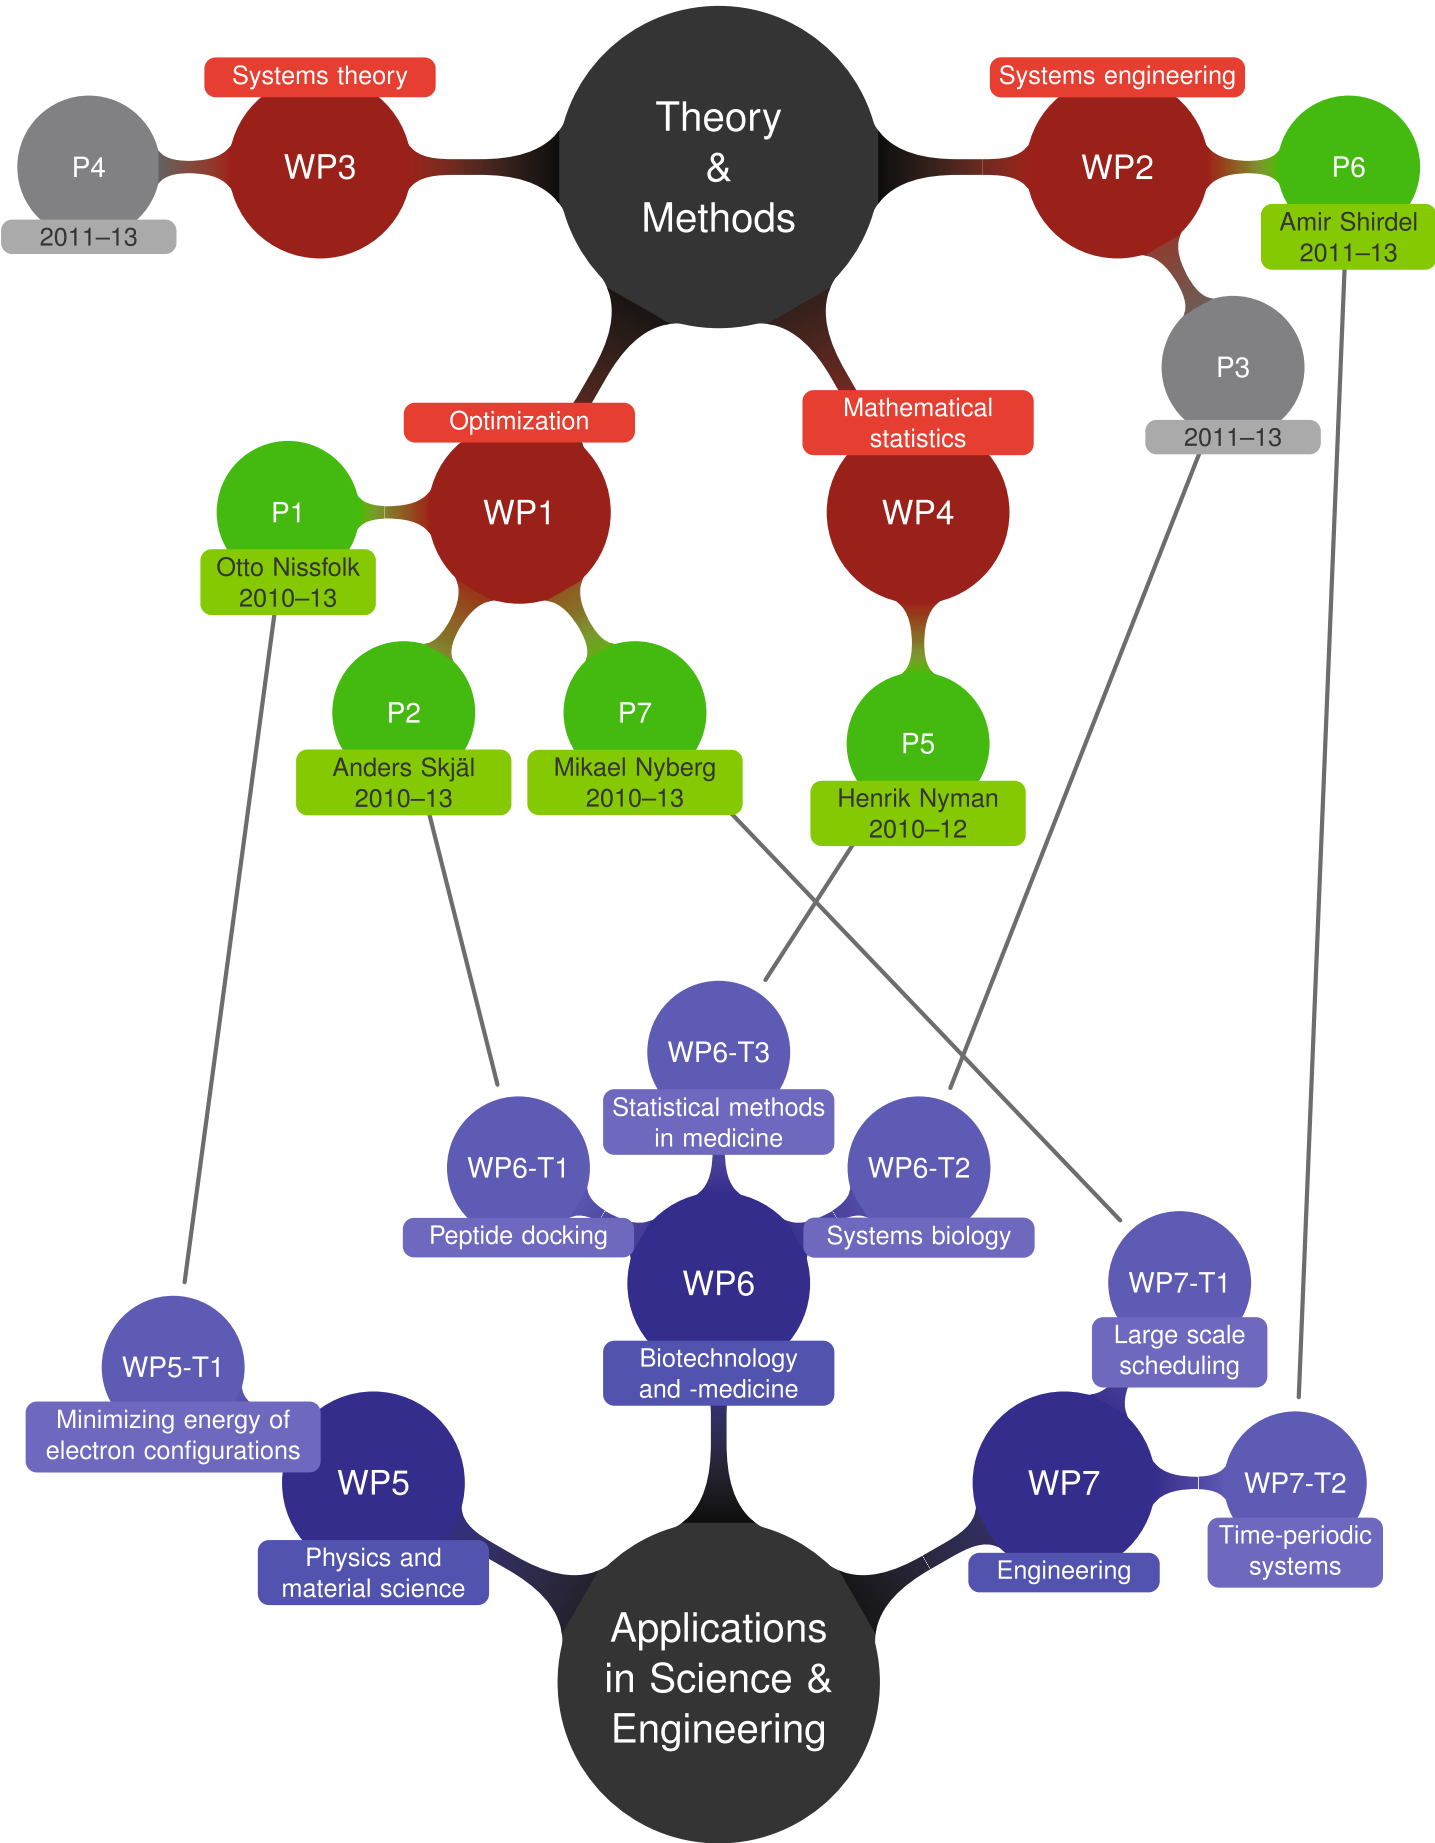 Theory
&
Methods
Systems theory
WP3
P4
2011–13
Systems engineering
WP2
P6
Amir Shirdel
2011–13
P3
2011–13
Optimization
WP1
P1
Otto Nissfolk
2010–13
P2
Anders Skjäl
2010–13
P7
Mikael Nyberg
2010–13
Mathematical
statistics
WP4
P5
Henrik Nyman
2010–12
WP6-T3
Statistical methods
in medicine
WP6-T1
Peptide docking
WP6-T2
Systems biology
WP6
Biotechnology
and -medicine
WP7-T1
Large scale
scheduling
WP5-T1
Minimizing energy of
electron configurations
WP5
Physics and
material science
WP7
Engineering
WP7-T2
Time-periodic
systems
Applications
in Science &
Engineering